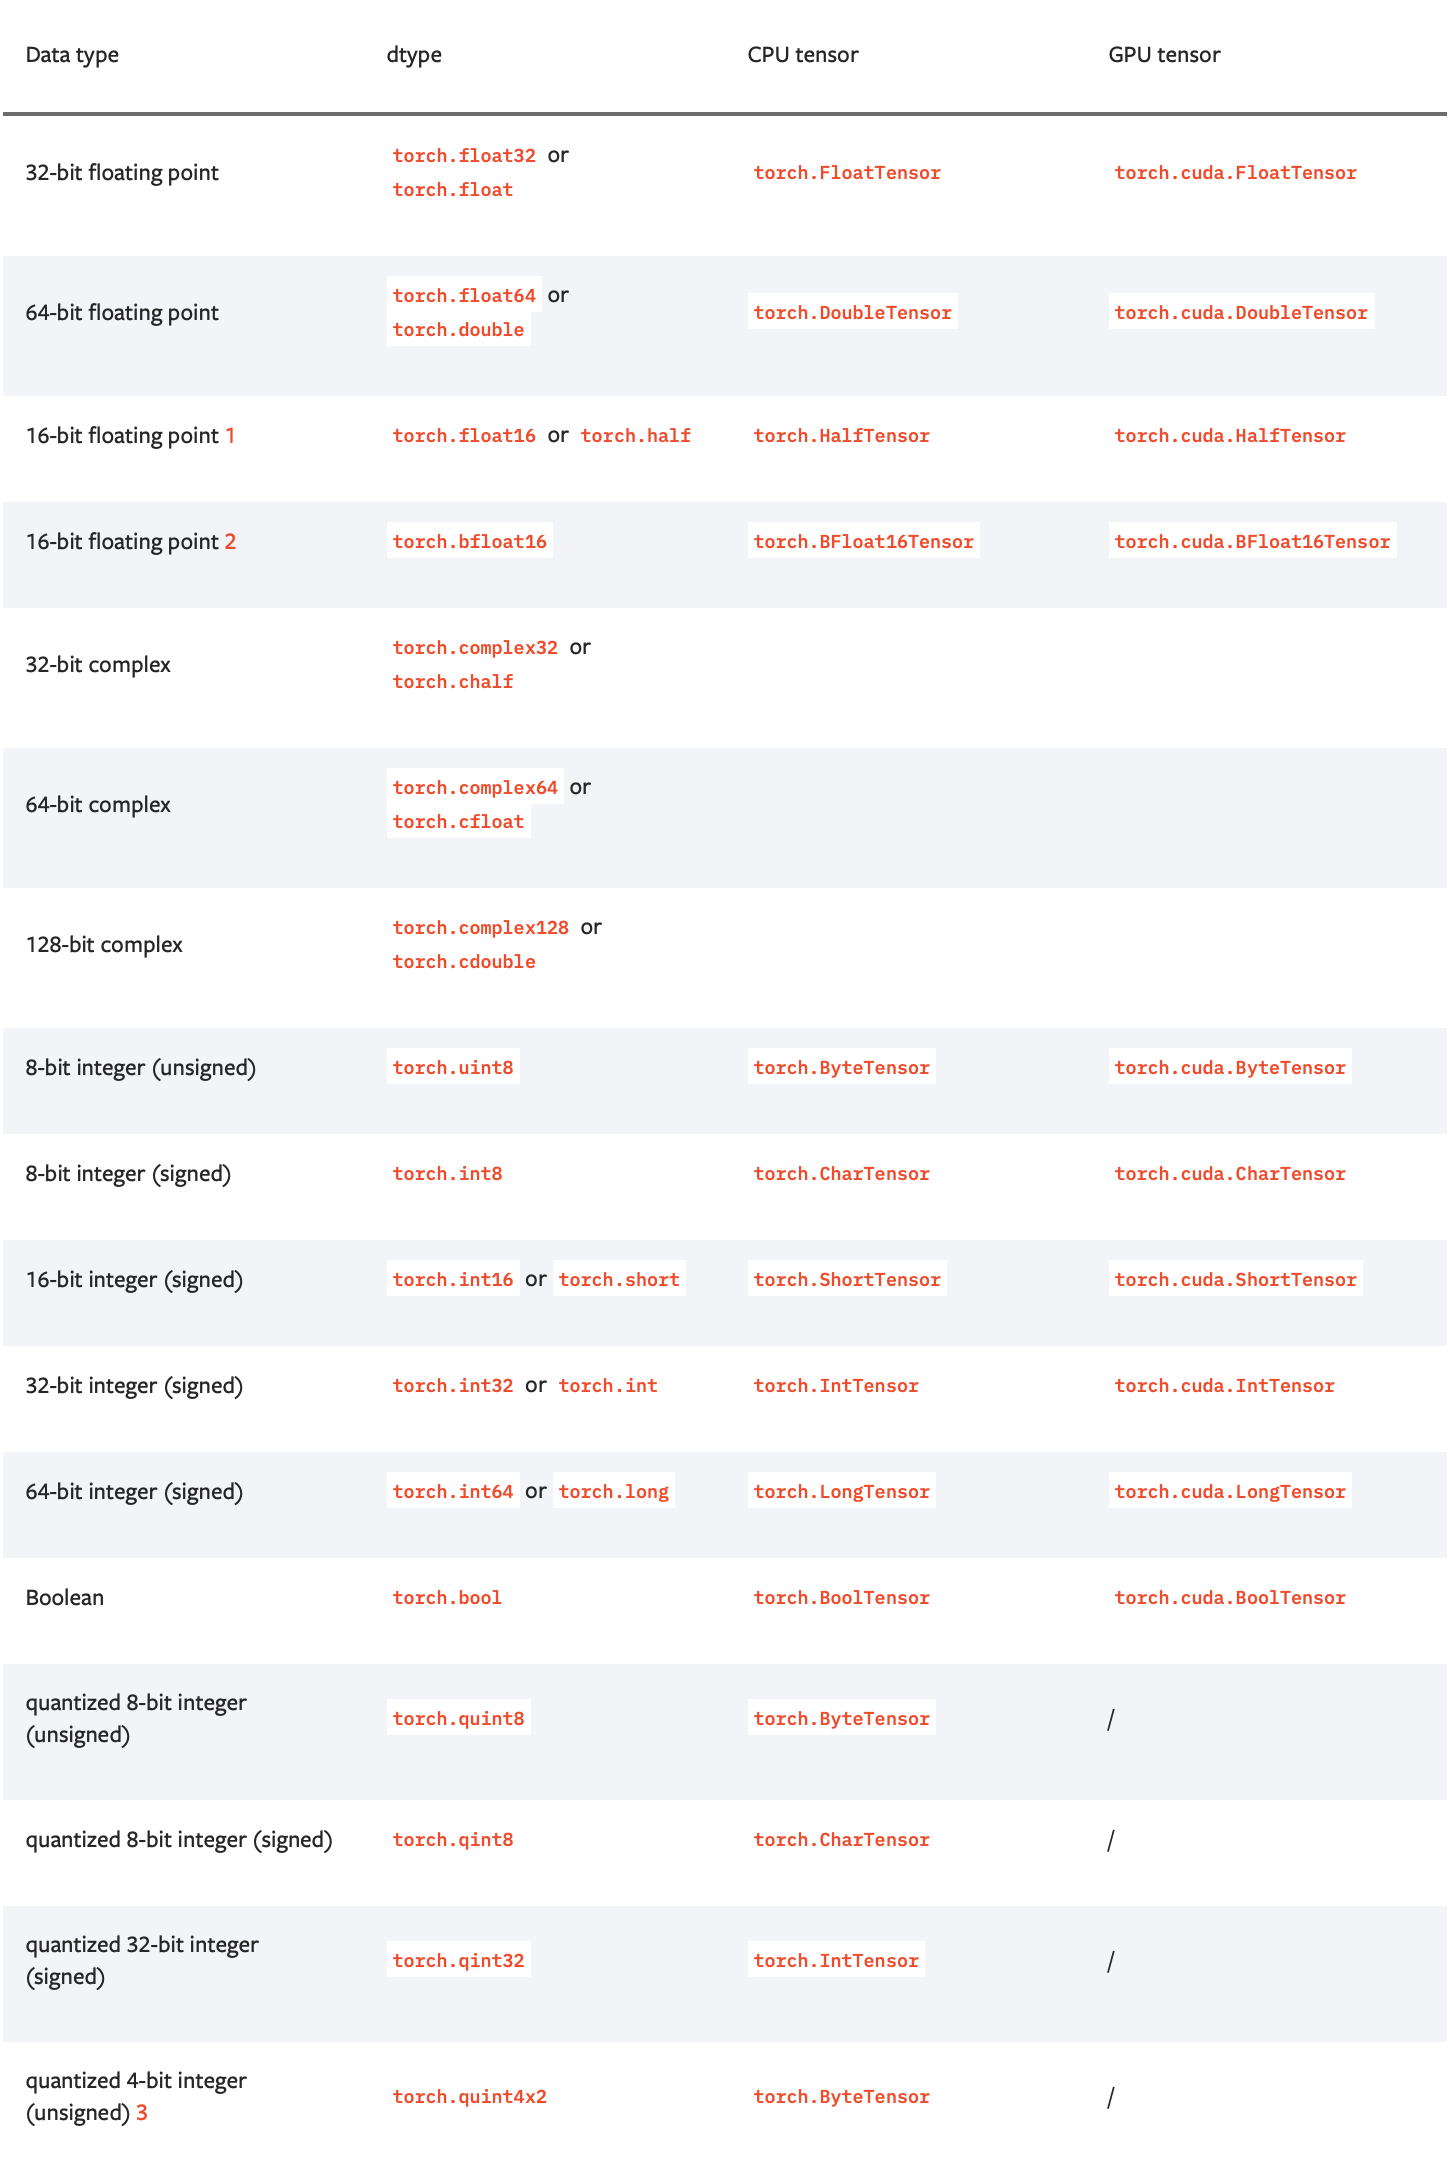 Data type dtype CPU tensor GPU tensor
32-bit floating point torch.float32 or torch.FloatTensor torch.cuda.FloatTensor
torch.float
64-bit floating point torch.float64 or torch.DoubleTensor torch.cuda.DoubleTensor
torch.double
16-bit floating point 1 torch.float16 or torch.half torch.HalfTensor torch.cuda.HalfTensor
16-bit floating point 2 torch.bfloat16 torch.BFloat16Tensor torch.cuda.BFloat16Tensor
32-bit complex torch.complex32 or
torch.chalf
64-bit complex torch.complex64 or
torch.cfloat
128-bit complex torch.complex128 or
torch.cdouble
8-bit integer (unsigned) torch.uint8 torch.ByteTensor torch.cuda.ByteTensor
8-bit integer (signed) torch.int8 torch.CharTensor torch.cuda.CharTensor
16-bit integer (signed) torch.int16 or torch.short torch.ShortTensor torch.cuda.ShortTensor
32-bit integer (signed) torch.int32 or torch.int torch.IntTensor torch.cuda.IntTensor
64-bit integer (signed) torch.int64 or torch.long torch.LongTensor torch.cuda.LongTensor
Boolean torch.bool torch.BoolTensor torch.cuda.BoolTensor
quantized 8-bit integer torch.quint8 torch.ByteTensor /
(unsigned)
quantized 8-bit integer (signed) torch.qint8 torch.CharTensor /
quantized 32-bit integer torch.qint32 torch.IntTensor /
(signed)
quantized 4-bit integer torch.quint4x2 torch.ByteTensor /
(unsigned) 3